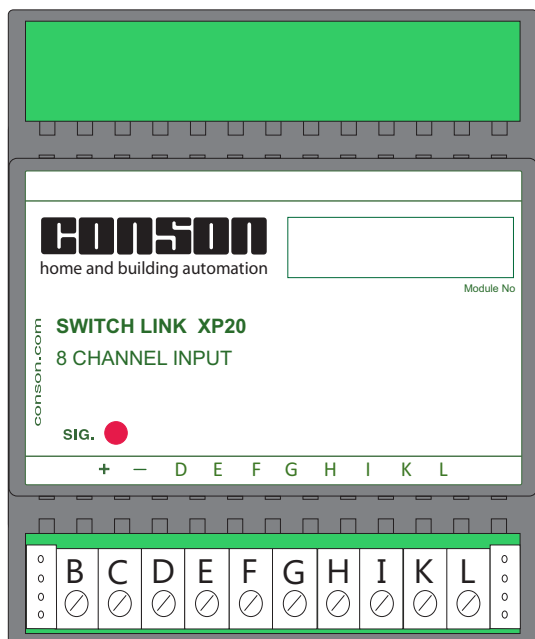 conson
home and building automation
Module No
SWITCH LINK XP20
8 CHANNEL INPUT
conson.com
SIG.
+ − D E F G H I K L
B C D E F G H I K L